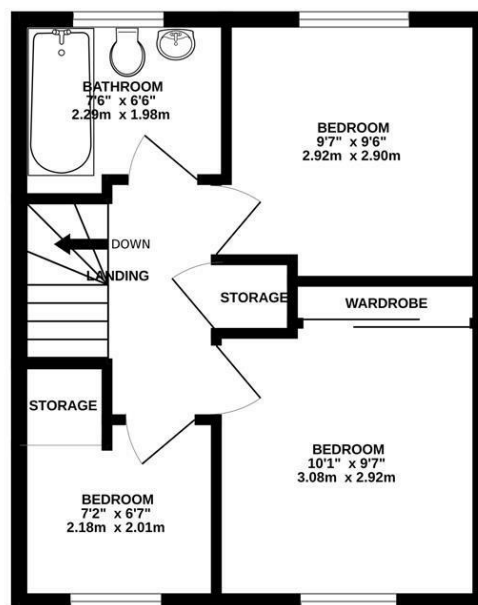 BATHROOM
7'6" x 6'6"
2.29m x 1.98m
BEDROOM
9'7" x 9'6"
2.92m x 2.90m
DOWN
LANDING
STORAGE
WARDROBE
STORAGE
BEDROOM
10'1" x 9'7"
3.08m x 2.92m
BEDROOM
7'2" x 6'7"
2.18m x 2.01m